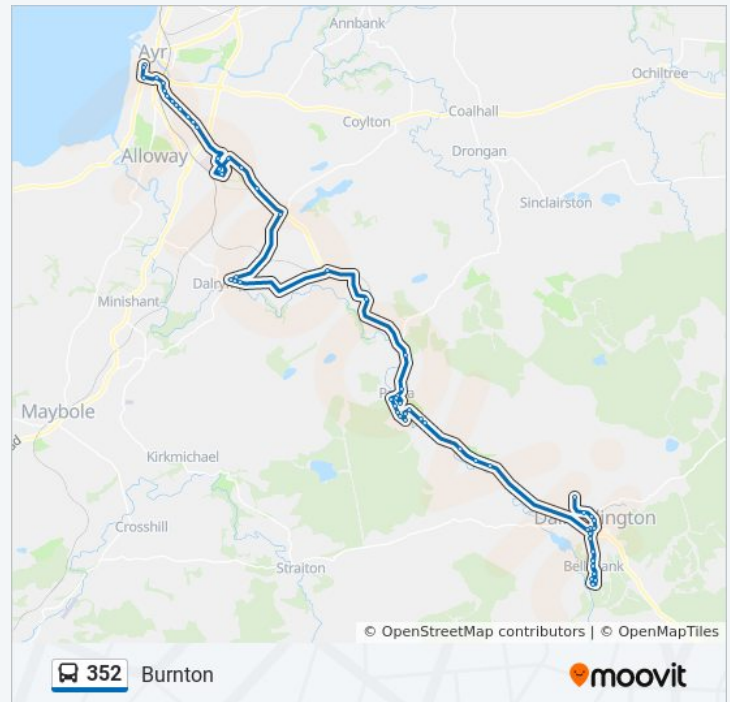 Ayr
Annbank
Ochiltree
Coylton
Coalhall
Alloway
Drongan
Sinclairston
Minishant
Maybole
Kirkmichael
Crosshill
Straiton
© OpenStreetMap contributors | © OpenMapTiles
352 Burnton
moovit